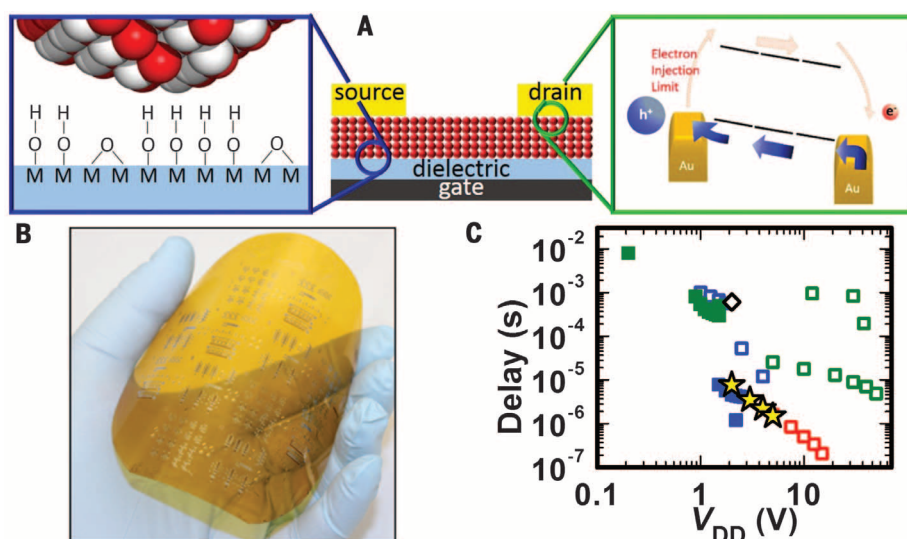 A
H H H H H H
O O O O O O O O
M M M M M M M M M M
source drain
dielectric
gate
Electron
Injection
Limit
h⁺
e⁻
Au
Au
B
C
Delay (s)
10⁻²
10⁻³
10⁻⁴
10⁻⁵
10⁻⁶
10⁻⁷
0.1 1 10
V_DD (V)